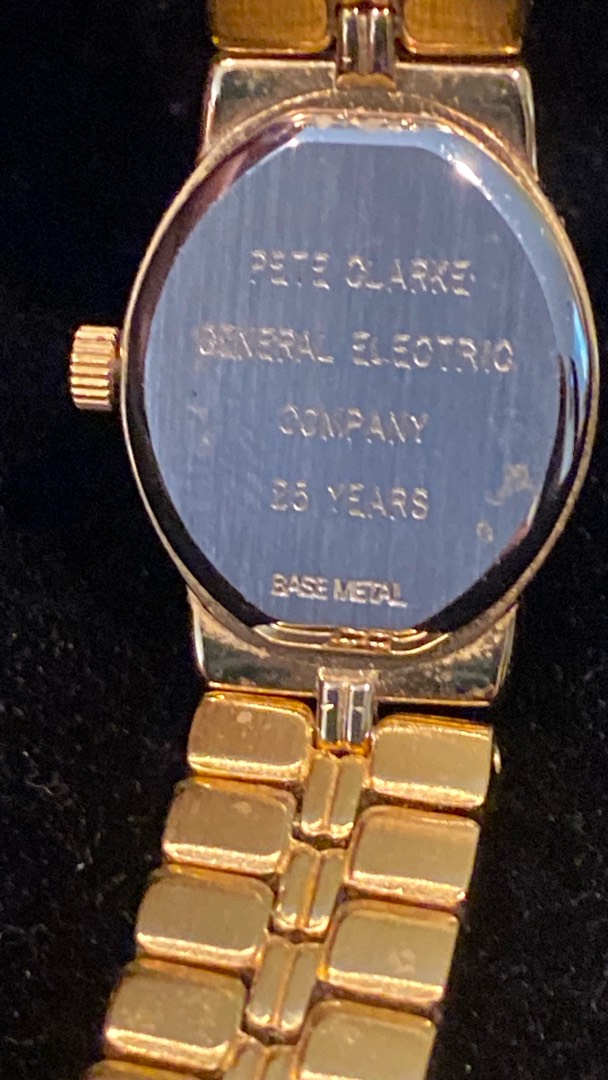 PETE CLARKE
GENERAL ELECTRIC
COMPANY
25 YEARS
BASE METAL